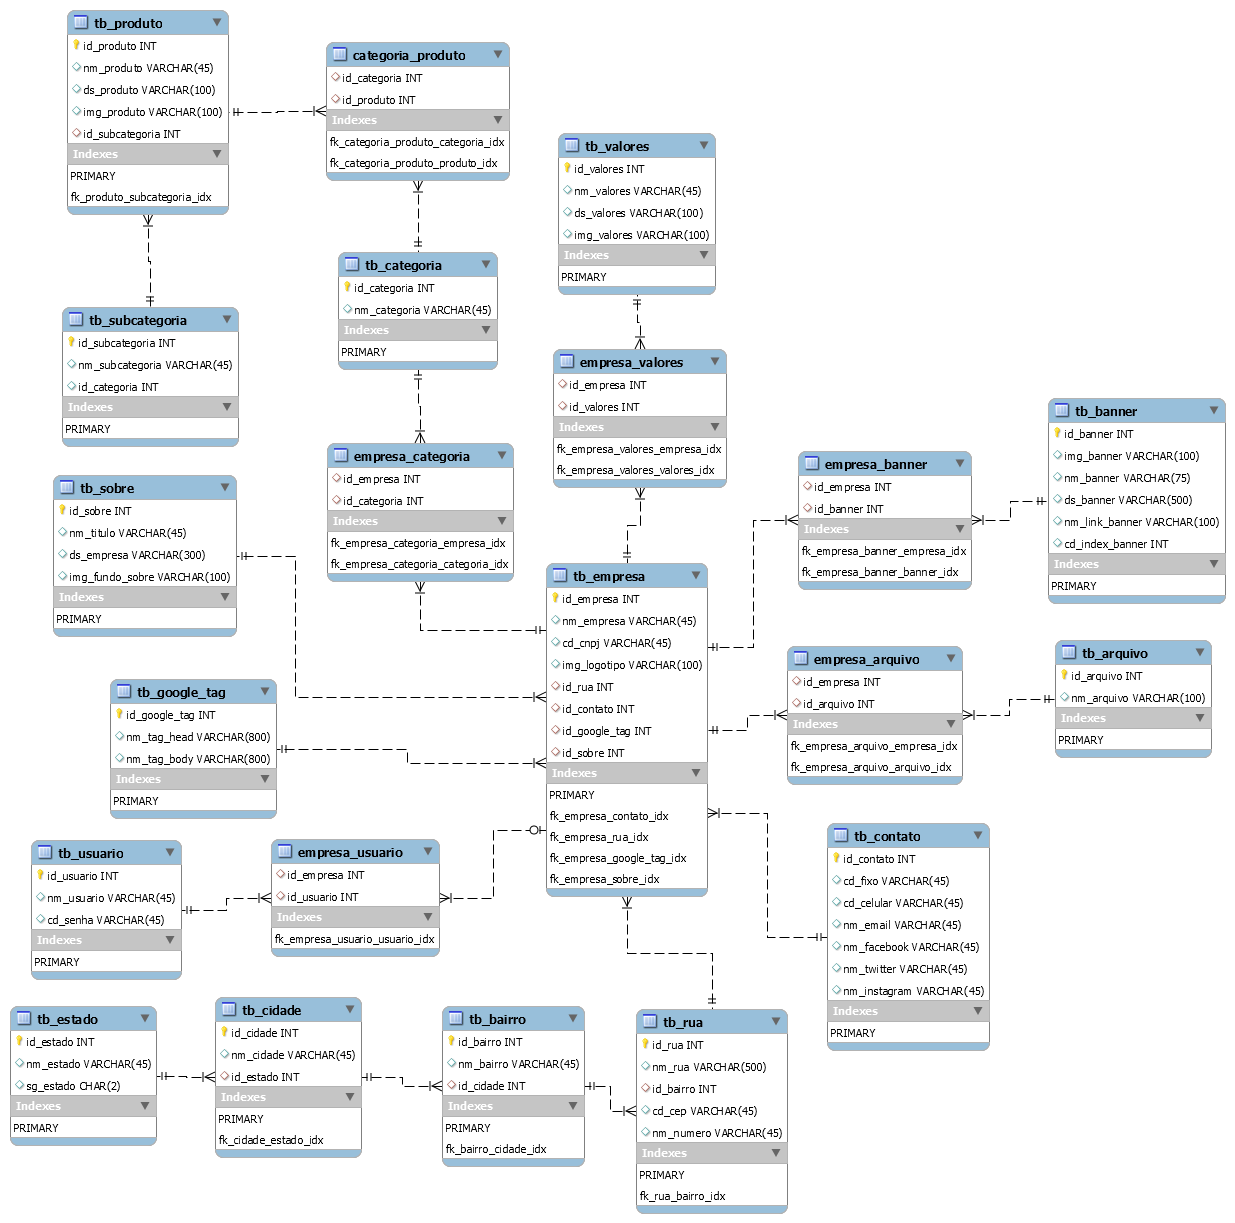 tb_produto
id_produto INT
nm_produto VARCHAR(45)
ds_produto VARCHAR(100)
img_produto VARCHAR(100)
id_subcategoria INT
Indexes
PRIMARY
fk_produto_subcategoria_idx
categoria_produto
id_categoria INT
id_produto INT
Indexes
fk_categoria_produto_categoria_idx
fk_categoria_produto_produto_idx
tb_valores
id_valores INT
nm_valores VARCHAR(45)
ds_valores VARCHAR(100)
img_valores VARCHAR(100)
Indexes
PRIMARY
tb_categoria
id_categoria INT
nm_categoria VARCHAR(45)
Indexes
PRIMARY
tb_subcategoria
id_subcategoria INT
nm_subcategoria VARCHAR(45)
id_categoria INT
Indexes
PRIMARY
empresa_valores
id_empresa INT
id_valores INT
Indexes
fk_empresa_valores_empresa_idx
fk_empresa_valores_valores_idx
tb_banner
id_banner INT
img_banner VARCHAR(100)
nm_banner VARCHAR(75)
ds_banner VARCHAR(500)
nm_link_banner VARCHAR(100)
cd_index_banner INT
Indexes
PRIMARY
empresa_categoria
id_empresa INT
id_categoria INT
Indexes
fk_empresa_categoria_empresa_idx
fk_empresa_categoria_categoria_idx
empresa_banner
id_empresa INT
id_banner INT
Indexes
fk_empresa_banner_empresa_idx
fk_empresa_banner_banner_idx
tb_sobre
id_sobre INT
nm_titulo VARCHAR(45)
ds_empresa VARCHAR(300)
img_fundo_sobre VARCHAR(100)
Indexes
PRIMARY
tb_empresa
id_empresa INT
nm_empresa VARCHAR(45)
cd_cnpj VARCHAR(45)
img_logotipo VARCHAR(100)
id_rua INT
id_contato INT
id_google_tag INT
id_sobre INT
Indexes
PRIMARY
fk_empresa_contato_idx
fk_empresa_rua_idx
fk_empresa_google_tag_idx
fk_empresa_sobre_idx
empresa_arquivo
id_empresa INT
id_arquivo INT
Indexes
fk_empresa_arquivo_empresa_idx
fk_empresa_arquivo_arquivo_idx
tb_arquivo
id_arquivo INT
nm_arquivo VARCHAR(100)
Indexes
PRIMARY
tb_google_tag
id_google_tag INT
nm_tag_head VARCHAR(800)
nm_tag_body VARCHAR(800)
Indexes
PRIMARY
tb_contato
id_contato INT
cd_fixo VARCHAR(45)
cd_celular VARCHAR(45)
nm_email VARCHAR(45)
nm_facebook VARCHAR(45)
nm_twitter VARCHAR(45)
nm_instagram VARCHAR(45)
Indexes
PRIMARY
tb_usuario
id_usuario INT
nm_usuario VARCHAR(45)
cd_senha VARCHAR(45)
Indexes
PRIMARY
empresa_usuario
id_empresa INT
id_usuario INT
Indexes
fk_empresa_usuario_usuario_idx
tb_estado
id_estado INT
nm_estado VARCHAR(45)
sg_estado CHAR(2)
Indexes
PRIMARY
tb_cidade
id_cidade INT
nm_cidade VARCHAR(45)
id_estado INT
Indexes
PRIMARY
fk_cidade_estado_idx
tb_bairro
id_bairro INT
nm_bairro VARCHAR(45)
id_cidade INT
Indexes
PRIMARY
fk_bairro_cidade_idx
tb_rua
id_rua INT
nm_rua VARCHAR(500)
id_bairro INT
cd_cep VARCHAR(45)
nm_numero VARCHAR(45)
Indexes
PRIMARY
fk_rua_bairro_idx